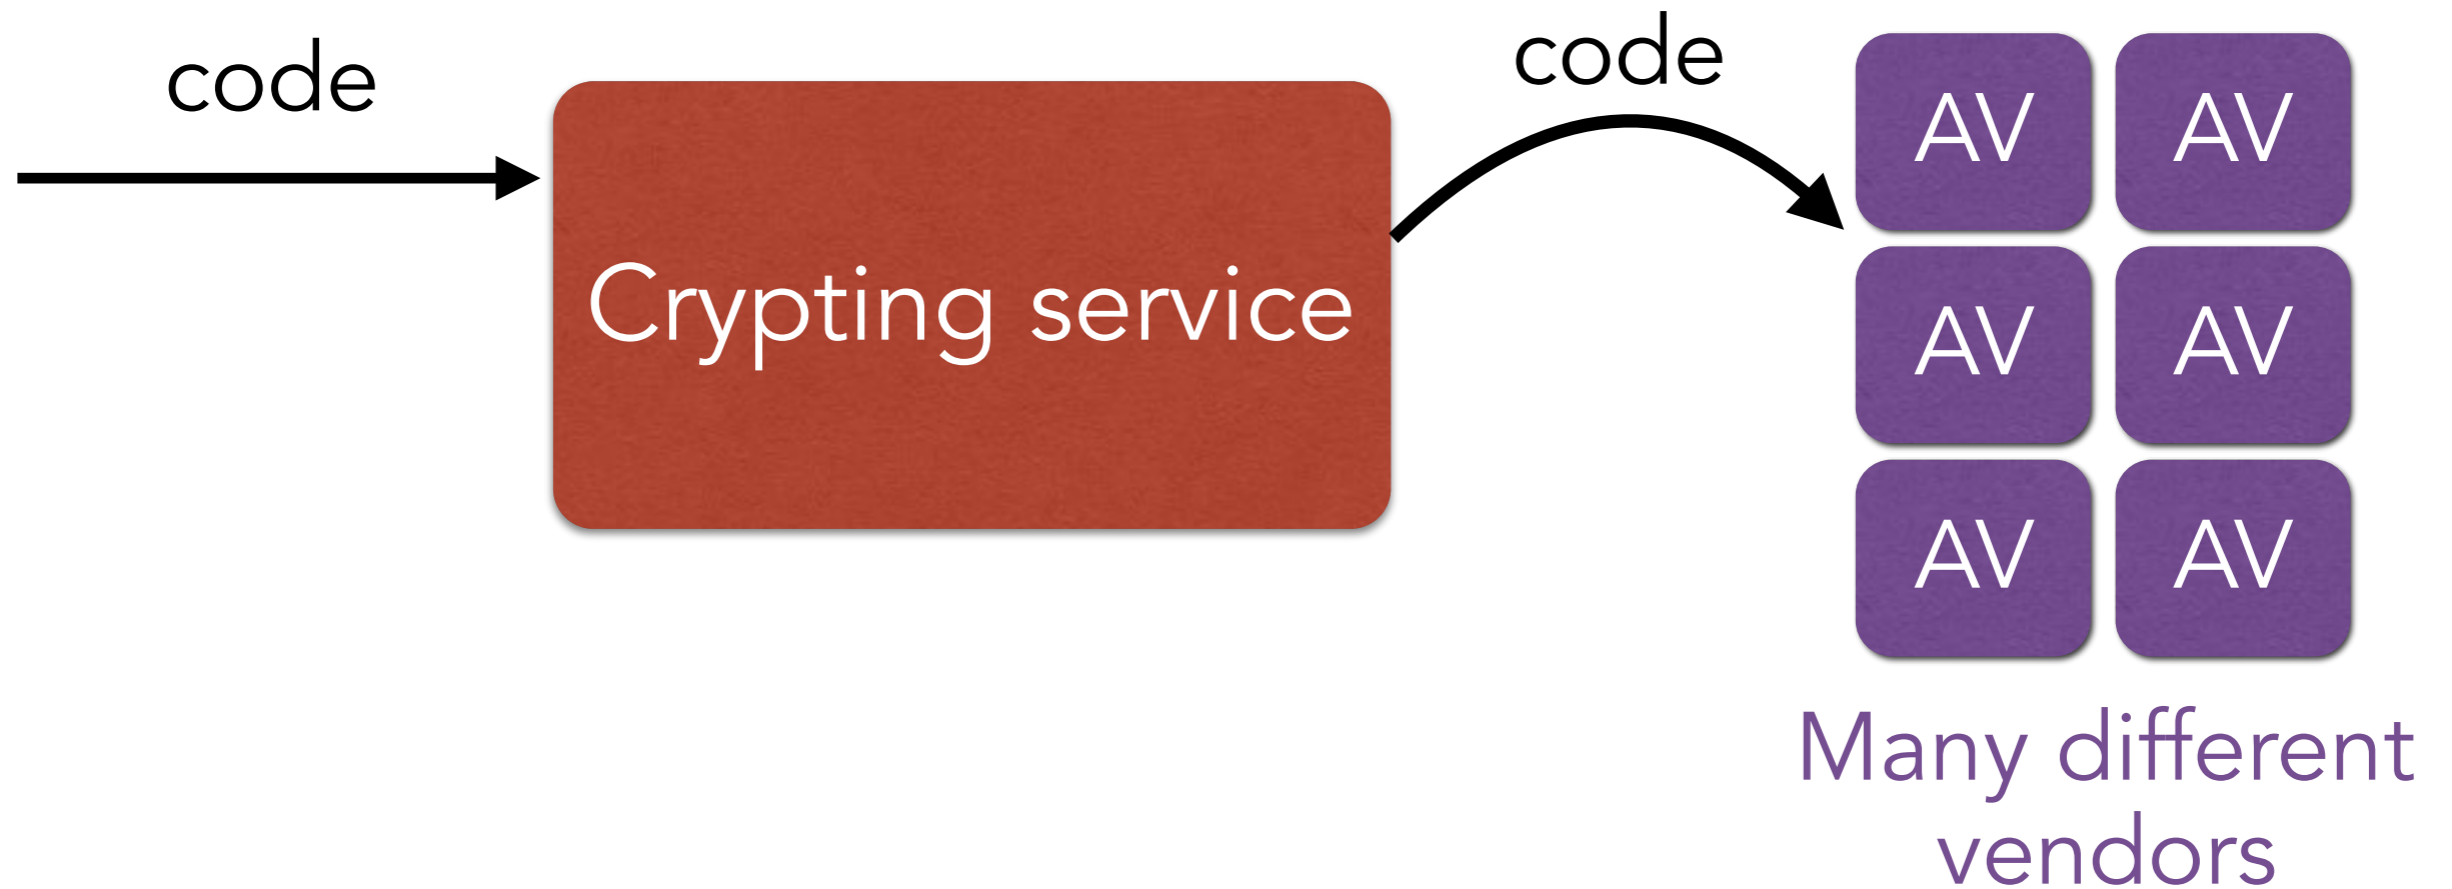 code
Crypting service
code
AV AV
AV AV
AV AV
Many different
vendors